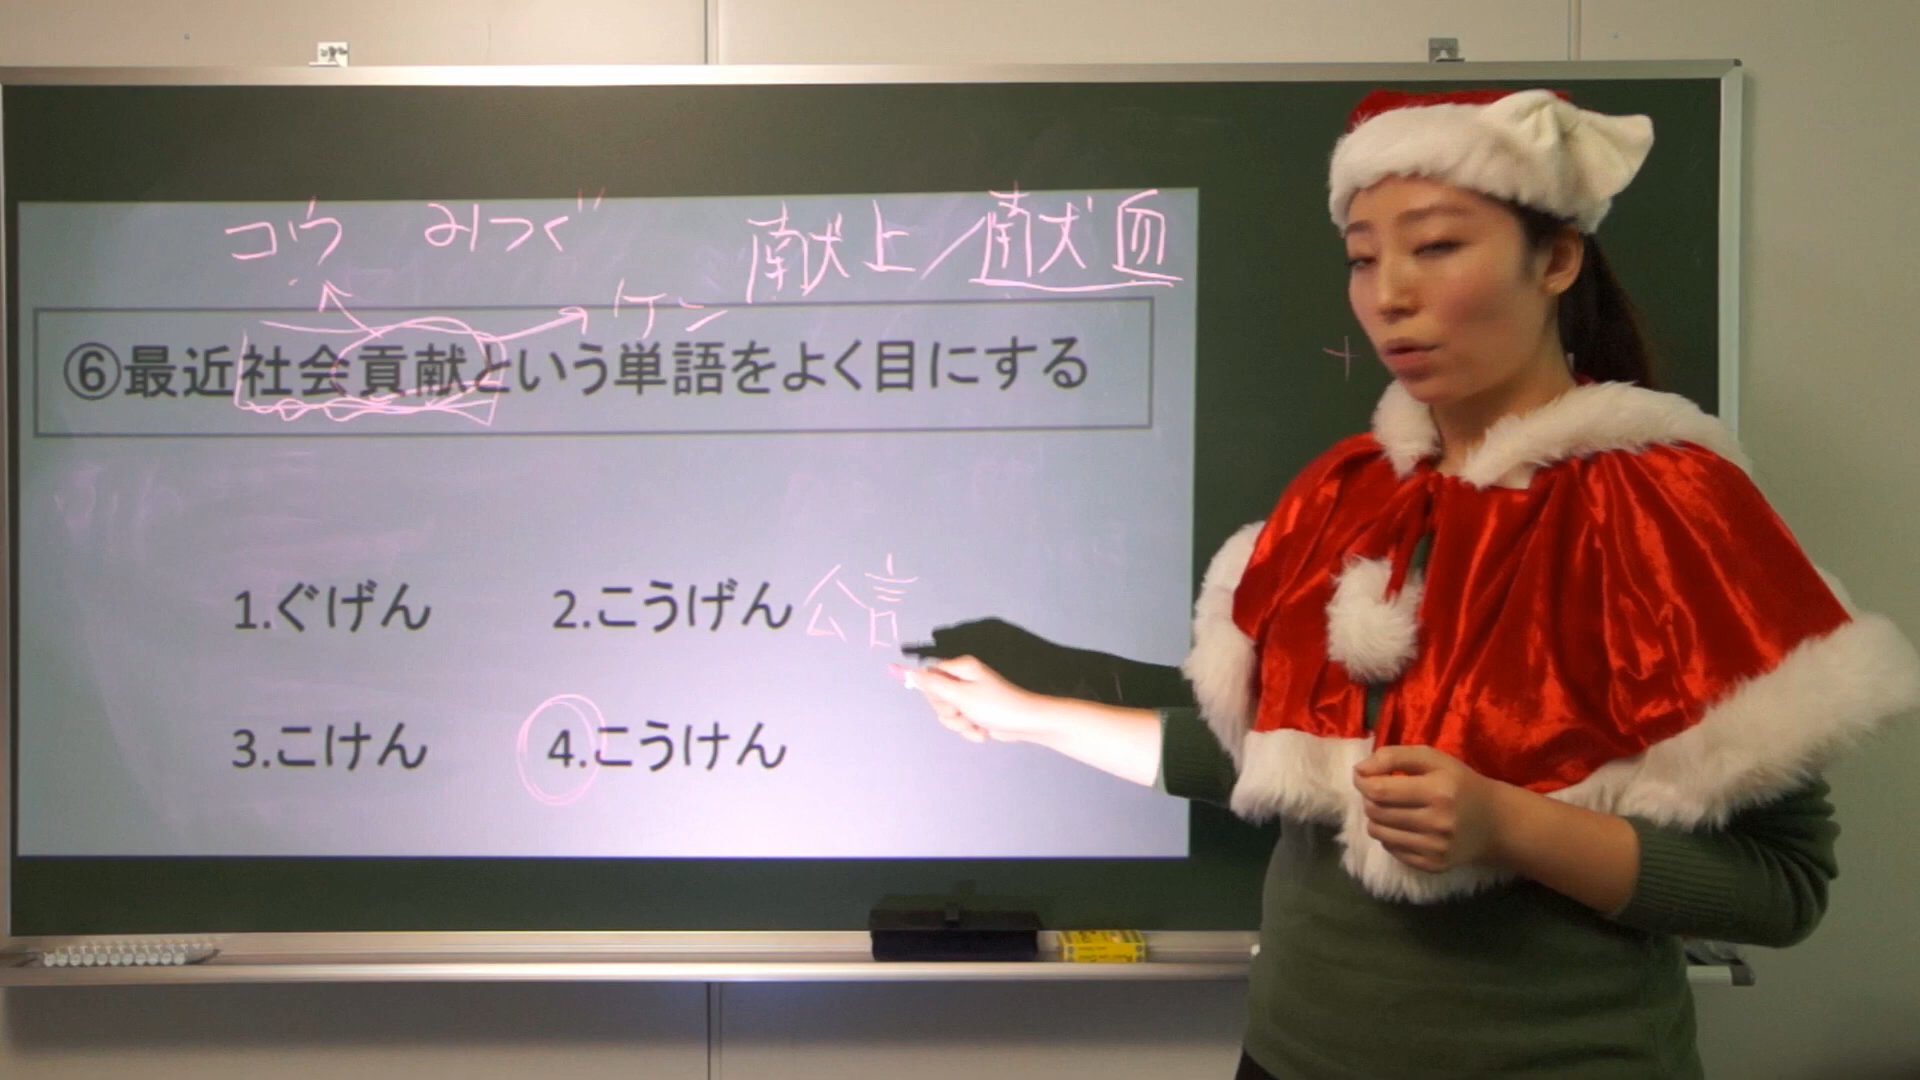 コウ みつぐ 献上/献血
ケン
⑥最近社会貢献という単語をよく目にする
1.ぐげん 2.こうげん 公言
3.こけん 4.こうけん